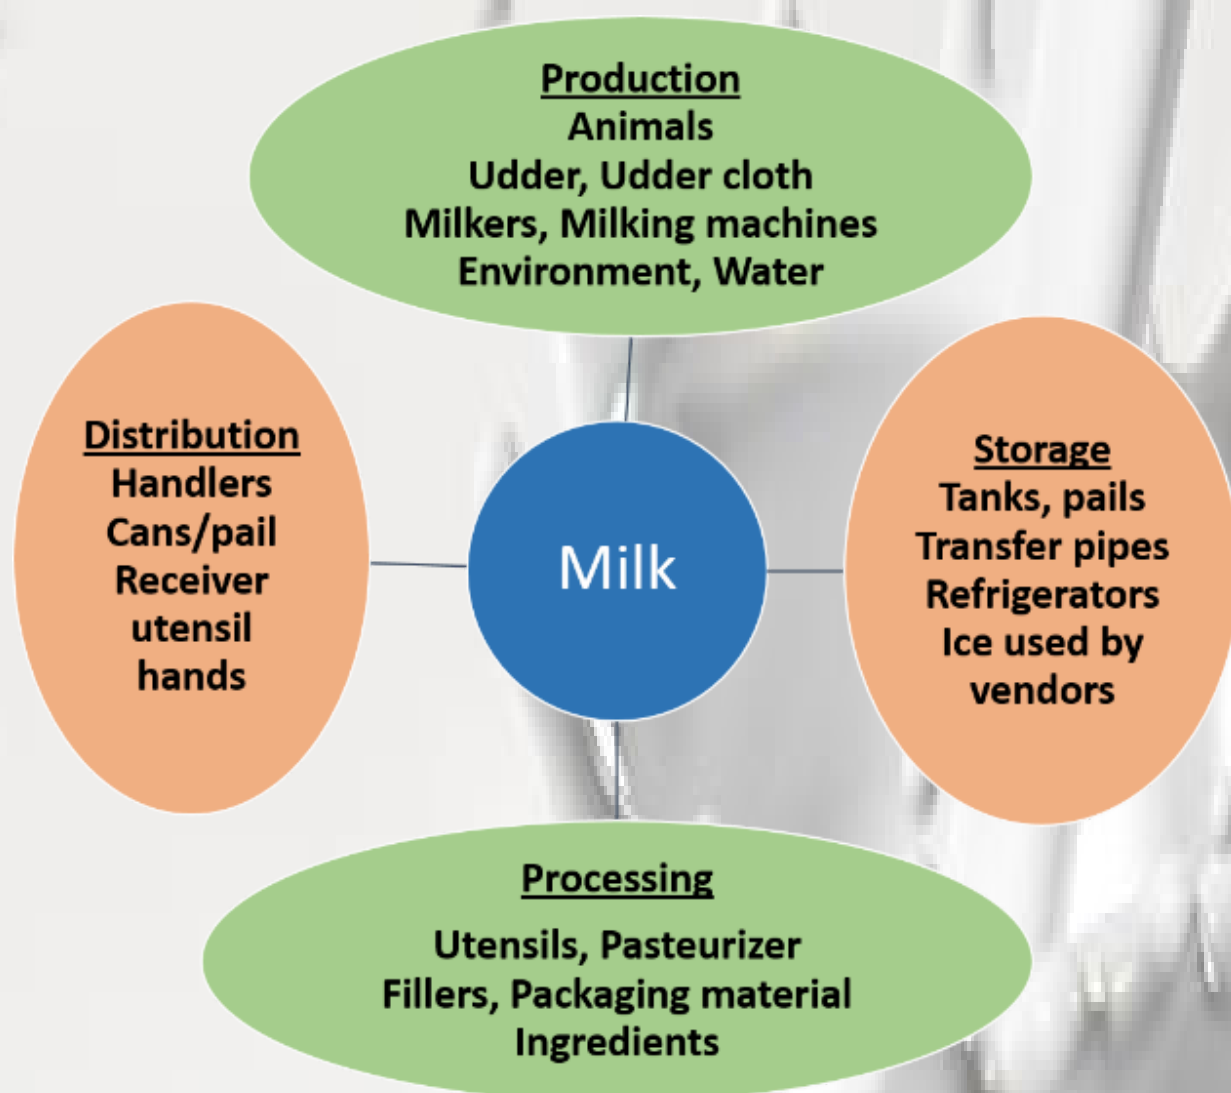 Production
Animals
Udder, Udder cloth
Milkers, Milking machines
Environment, Water
Distribution
Handlers
Cans/pail
Receiver
utensil
hands
Milk
Storage
Tanks, pails
Transfer pipes
Refrigerators
Ice used by
vendors
Processing
Utensils, Pasteurizer
Fillers, Packaging material
Ingredients